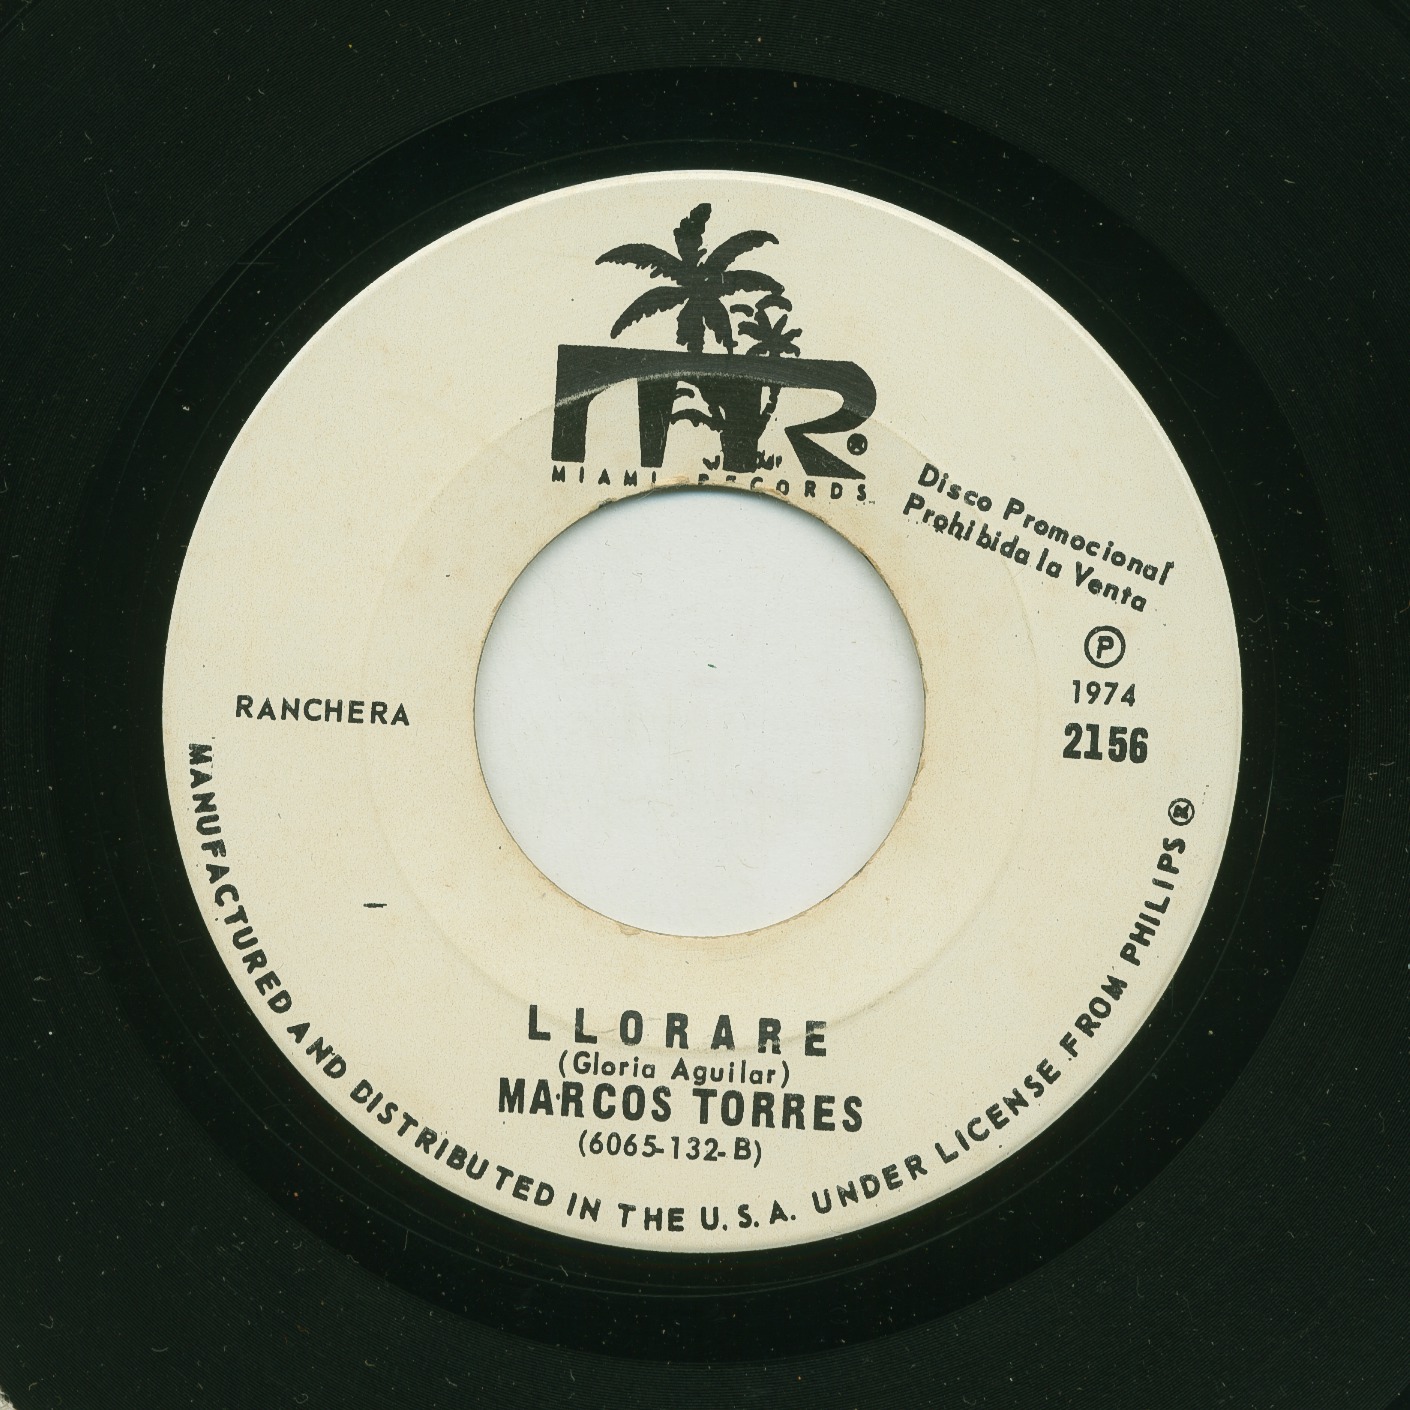 MR ®
MIAMI RECORDS
Disco Promocional
Prohibida la Venta
Ⓟ
1974
2156
RANCHERA
LLORARE
(Gloria Aguilar)
MARCOS TORRES
(6065-132-B)
MANUFACTURED AND DISTRIBUTED IN THE U.S.A. UNDER LICENSE FROM PHILIPS ®